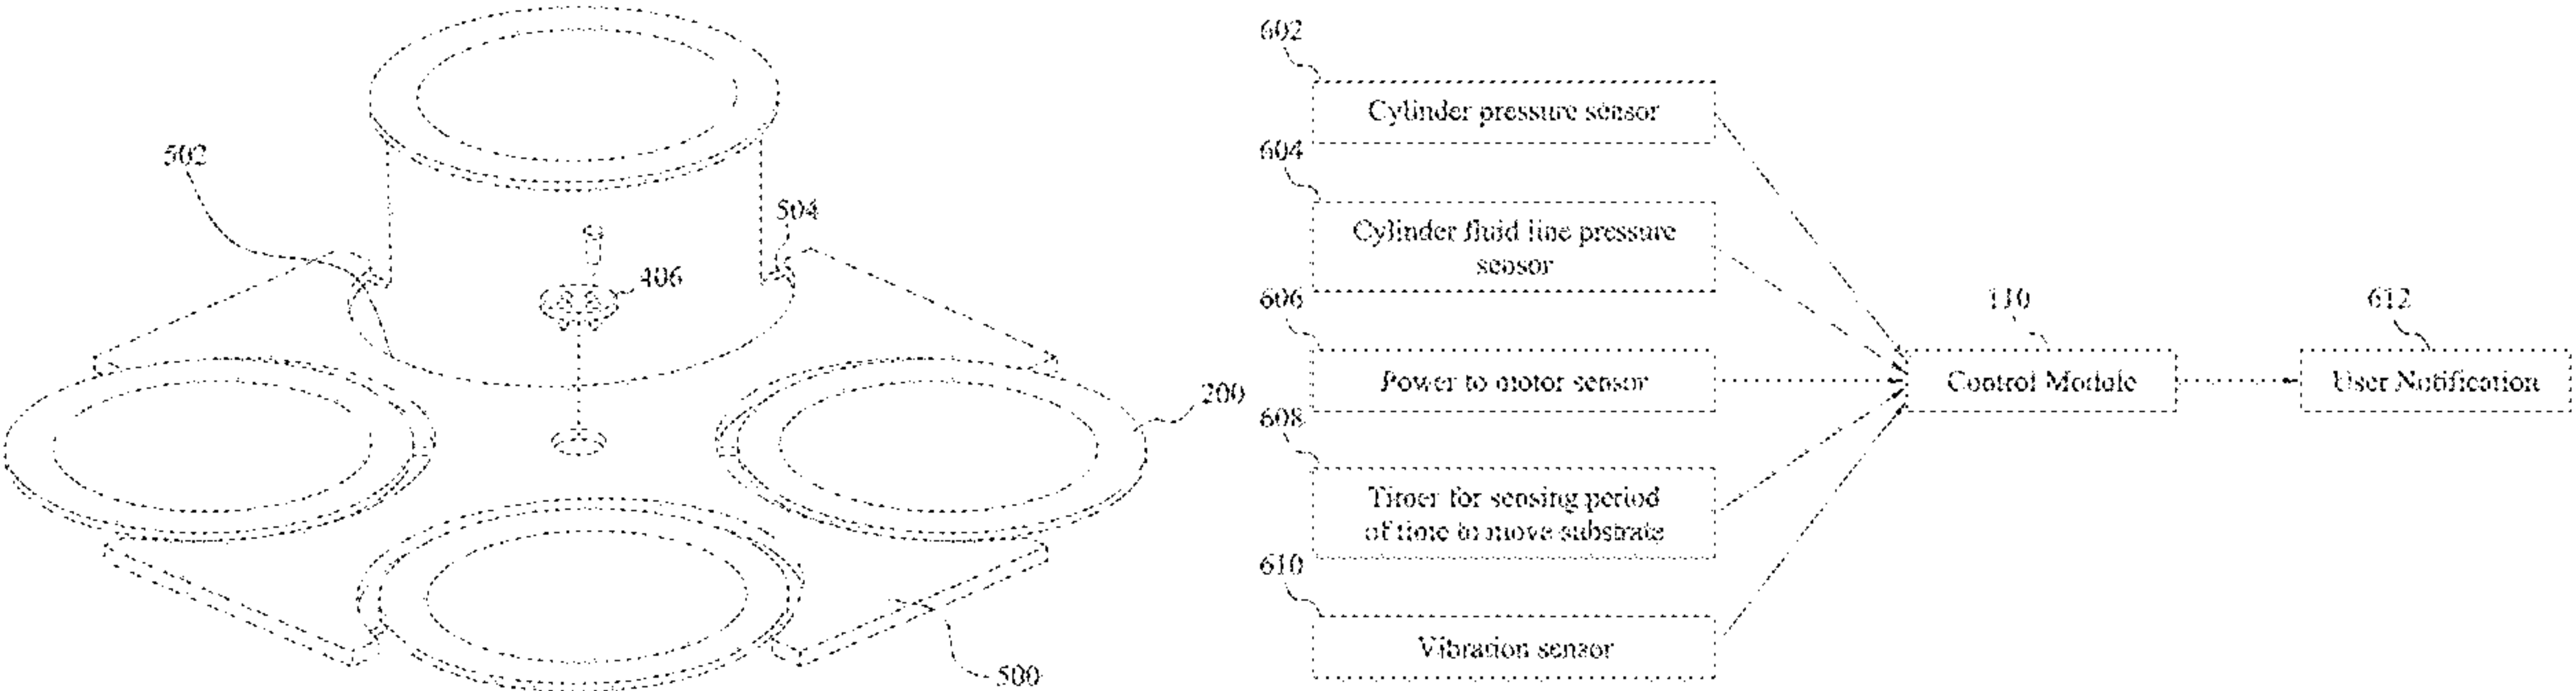 502
504
406
200
500
602
Cylinder pressure sensor
604
Cylinder fluid line pressure
sensor
606
Power to motor sensor
608
Timer for sensing period
of time to move substrate
610
Vibration sensor
110
Control Module
612
User Notification